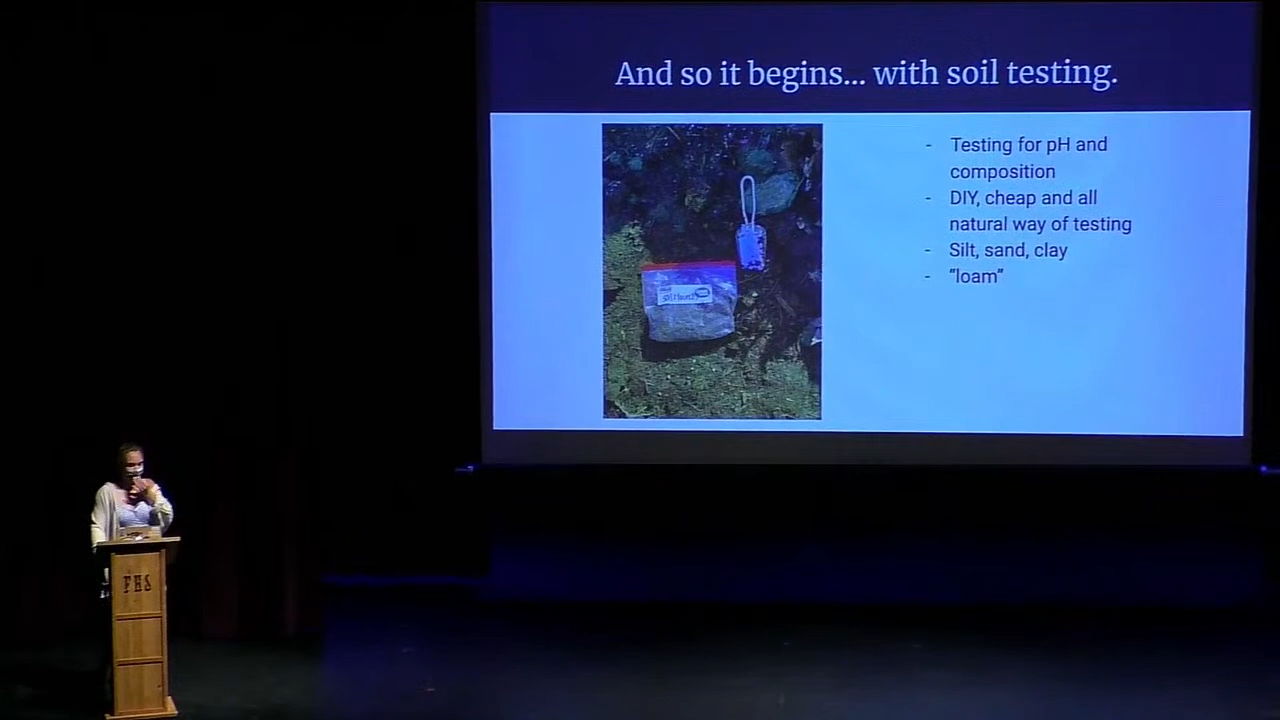 And so it begins... with soil testing.
- Testing for pH and
composition
- DIY, cheap and all
natural way of testing
- Silt, sand, clay
- "loam"
FHS